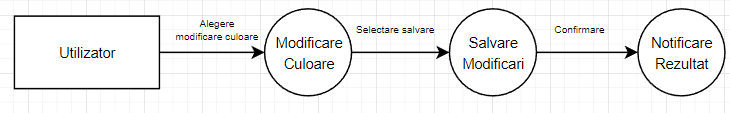 Utilizator
Alegere
modificare culoare
Modificare
Culoare
Selectare salvare
Salvare
Modificari
Confirmare
Notificare
Rezultat